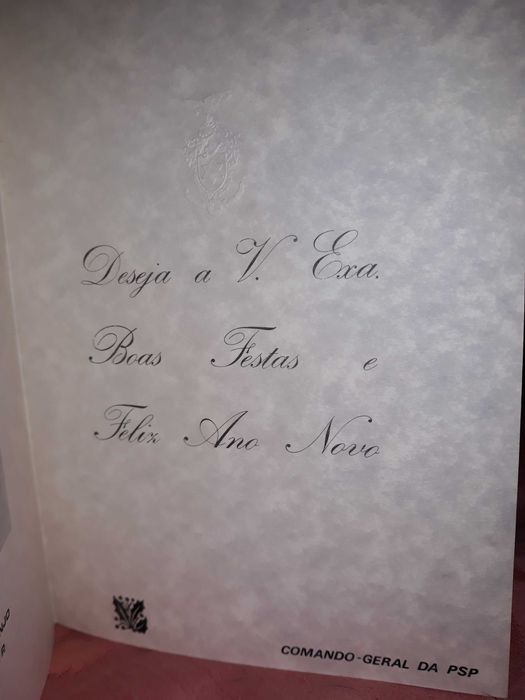 Deseja a V. Exa.
Boas Festas e
Feliz Ano Novo
COMANDO-GERAL DA PSP